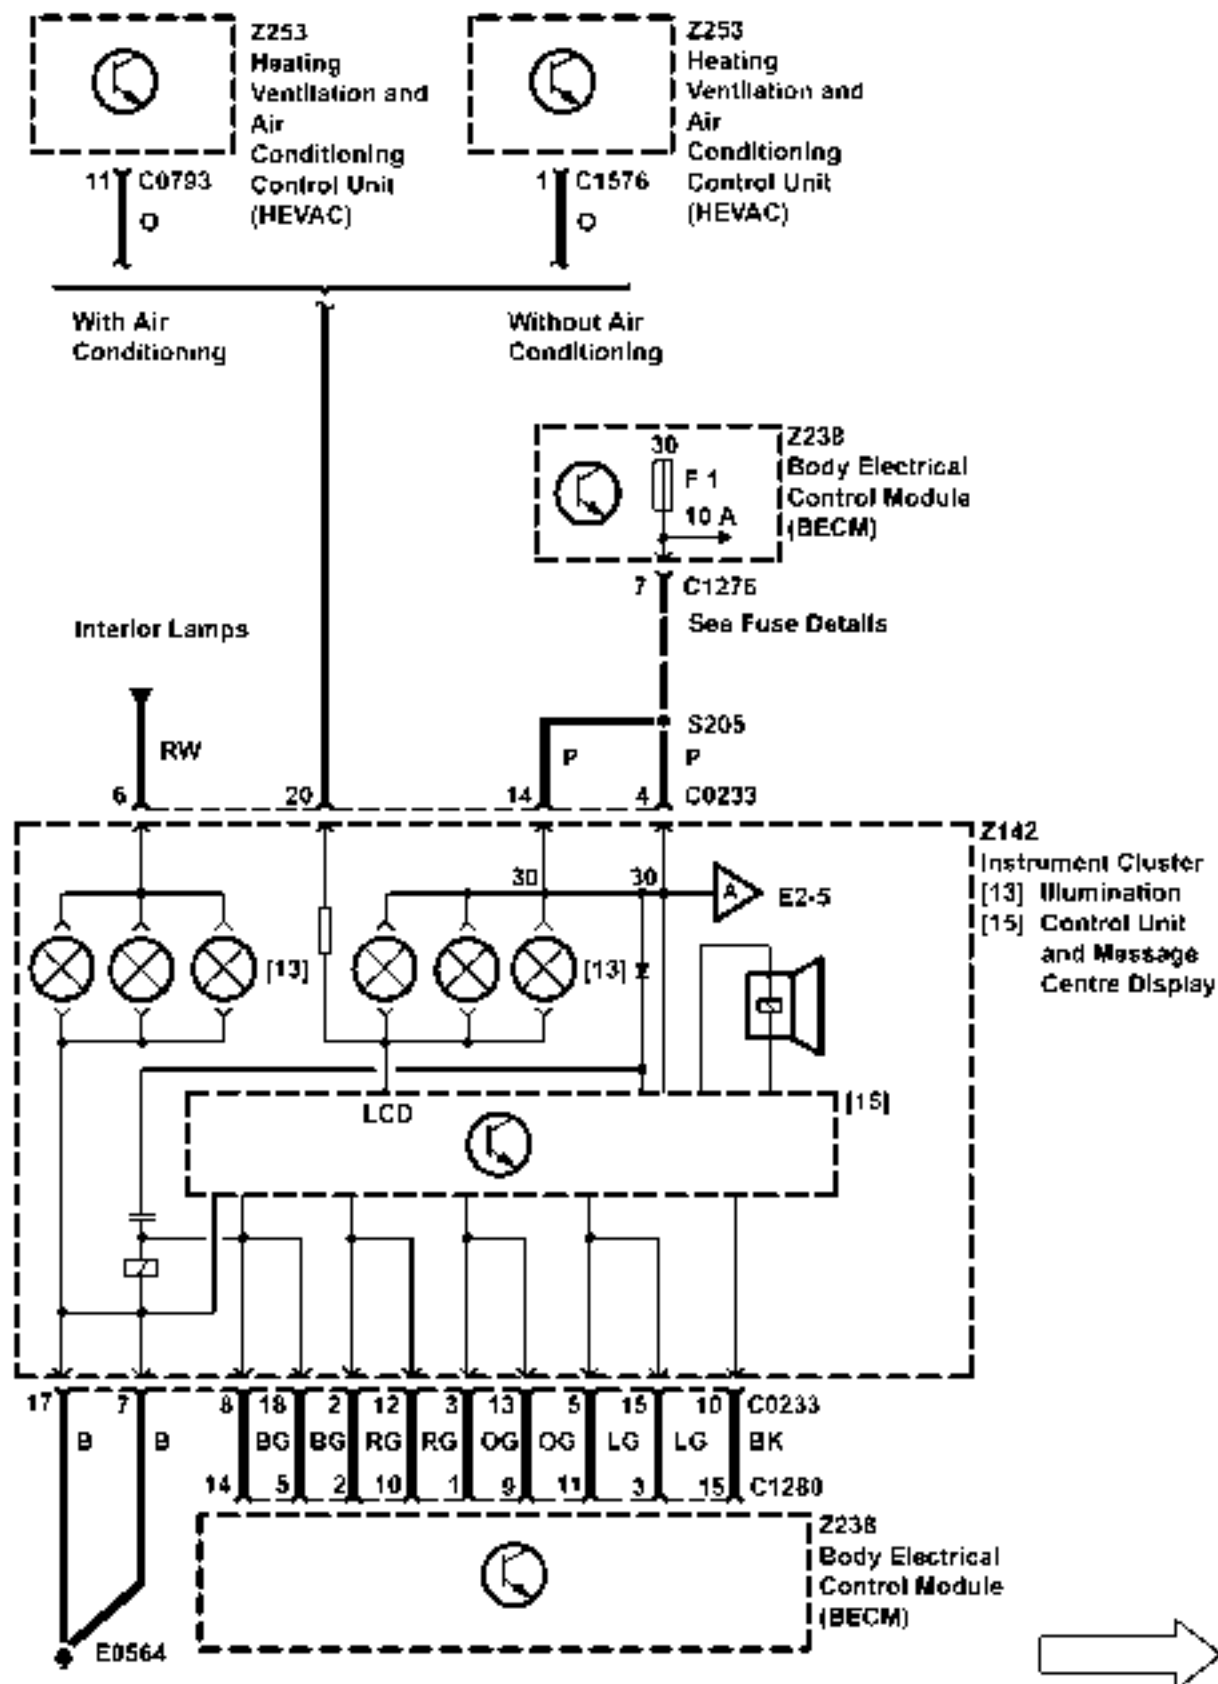 Z253
Heating
Ventilation and
Air
Conditioning
Control Unit
(HEVAC)
11 C0793
O
Z253
Heating
Ventilation and
Air
Conditioning
Control Unit
(HEVAC)
1 C1576
O
With Air
Conditioning
Without Air
Conditioning
30
F 1
10 A
Z238
Body Electrical
Control Module
(BECM)
7 C1276
See Fuse Details
Interior Lamps
S205
RW
P
P
6 20 14 4 C0233
Z142
Instrument Cluster
[13] Illumination
[15] Control Unit
and Message
Centre Display
30 30 A E2-5
[13] [13]
LCD
[15]
17 7 8 18 2 12 3 13 5 15 10 C0233
B B BG BG RG RG OG OG LG LG BK
14 5 2 10 1 9 11 3 15 C1280
Z238
Body Electrical
Control Module
(BECM)
E0564